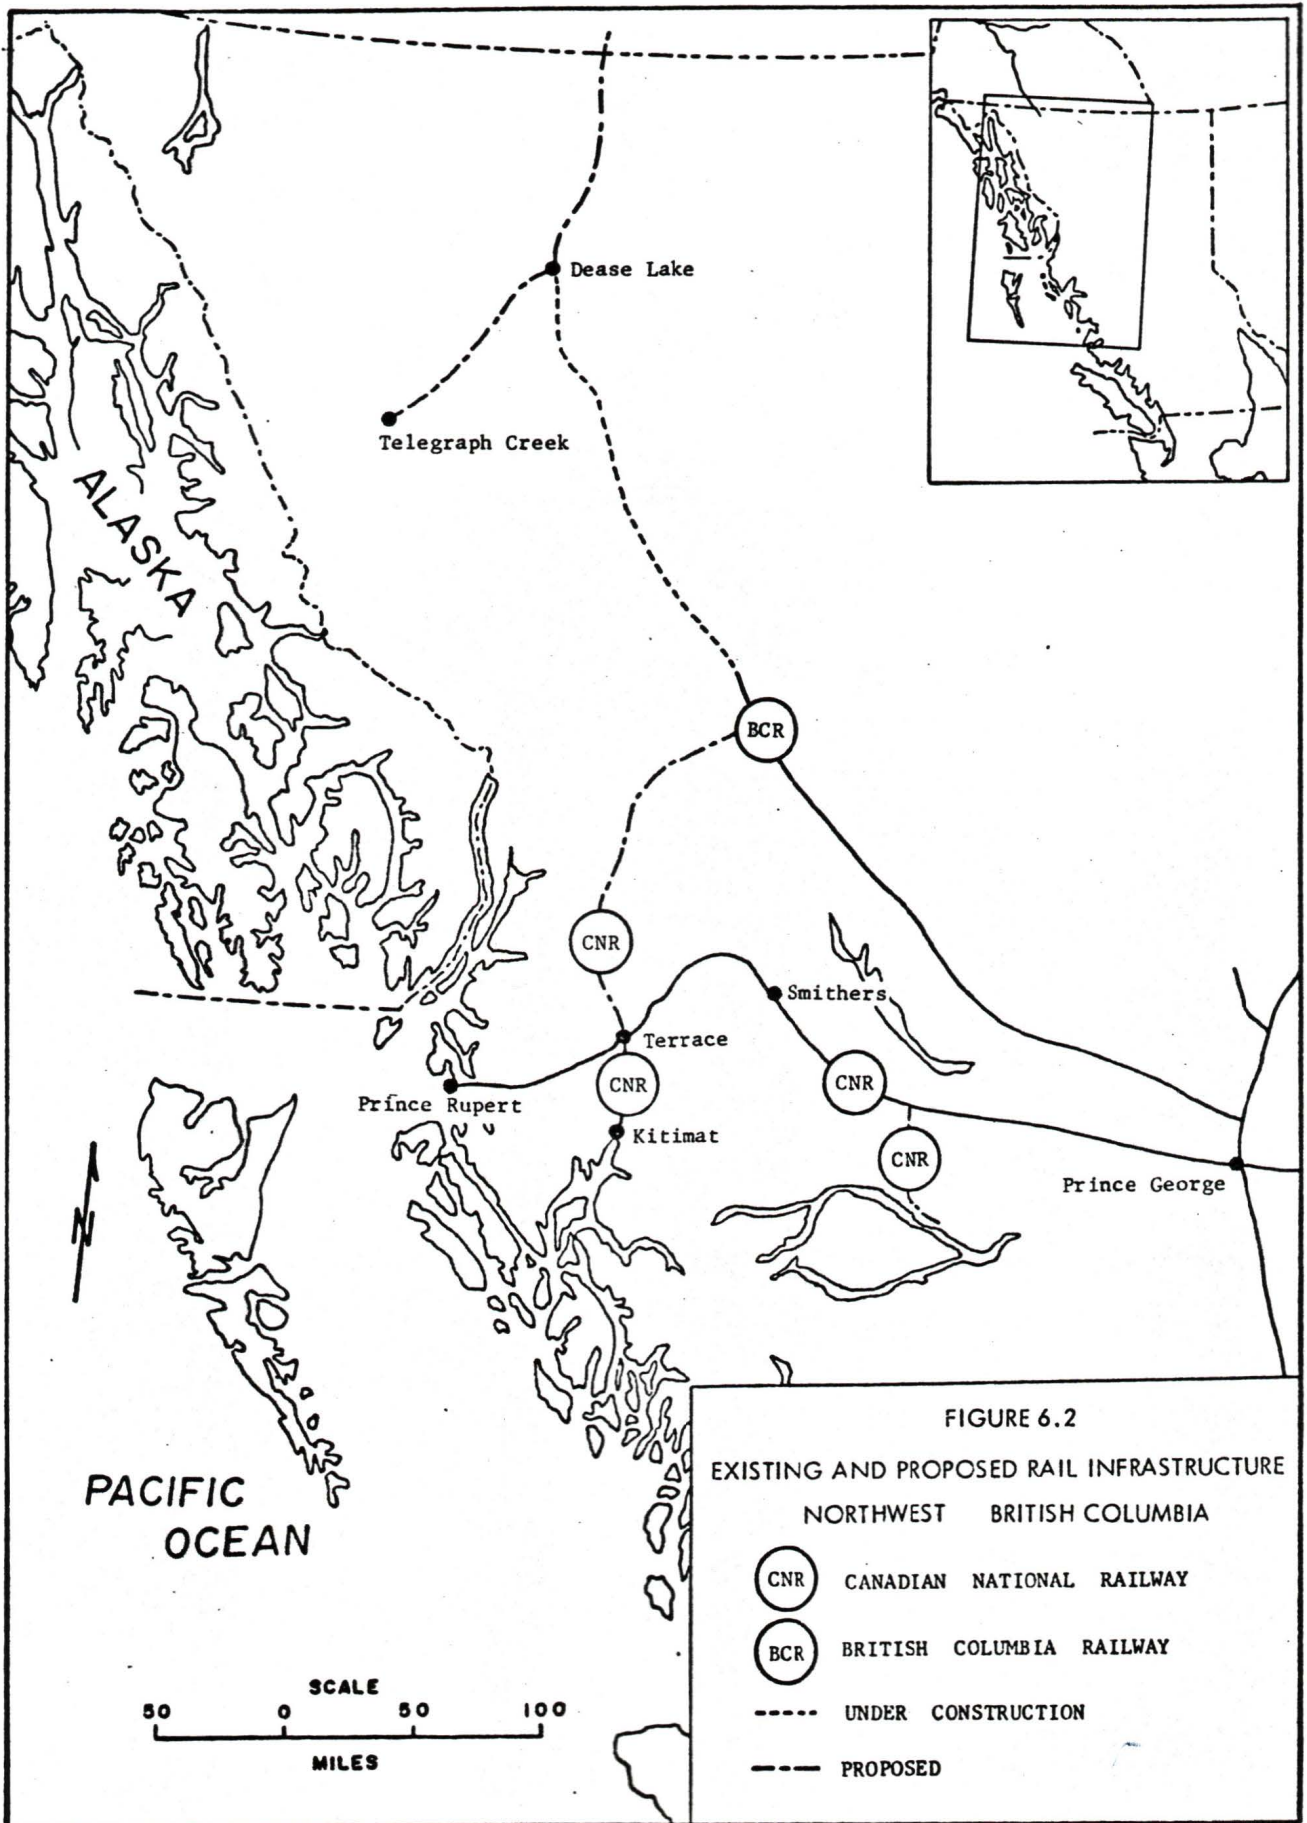 Dease Lake
Telegraph Creek
ALASKA
BCR
CNR
Smithers
Terrace
CNR
CNR
Prince Rupert
Kitimat
CNR
Prince George
N
PACIFIC
OCEAN
SCALE
50 0 50 100
MILES
FIGURE 6.2
EXISTING AND PROPOSED RAIL INFRASTRUCTURE
NORTHWEST BRITISH COLUMBIA
CNR CANADIAN NATIONAL RAILWAY
BCR BRITISH COLUMBIA RAILWAY
UNDER CONSTRUCTION
PROPOSED